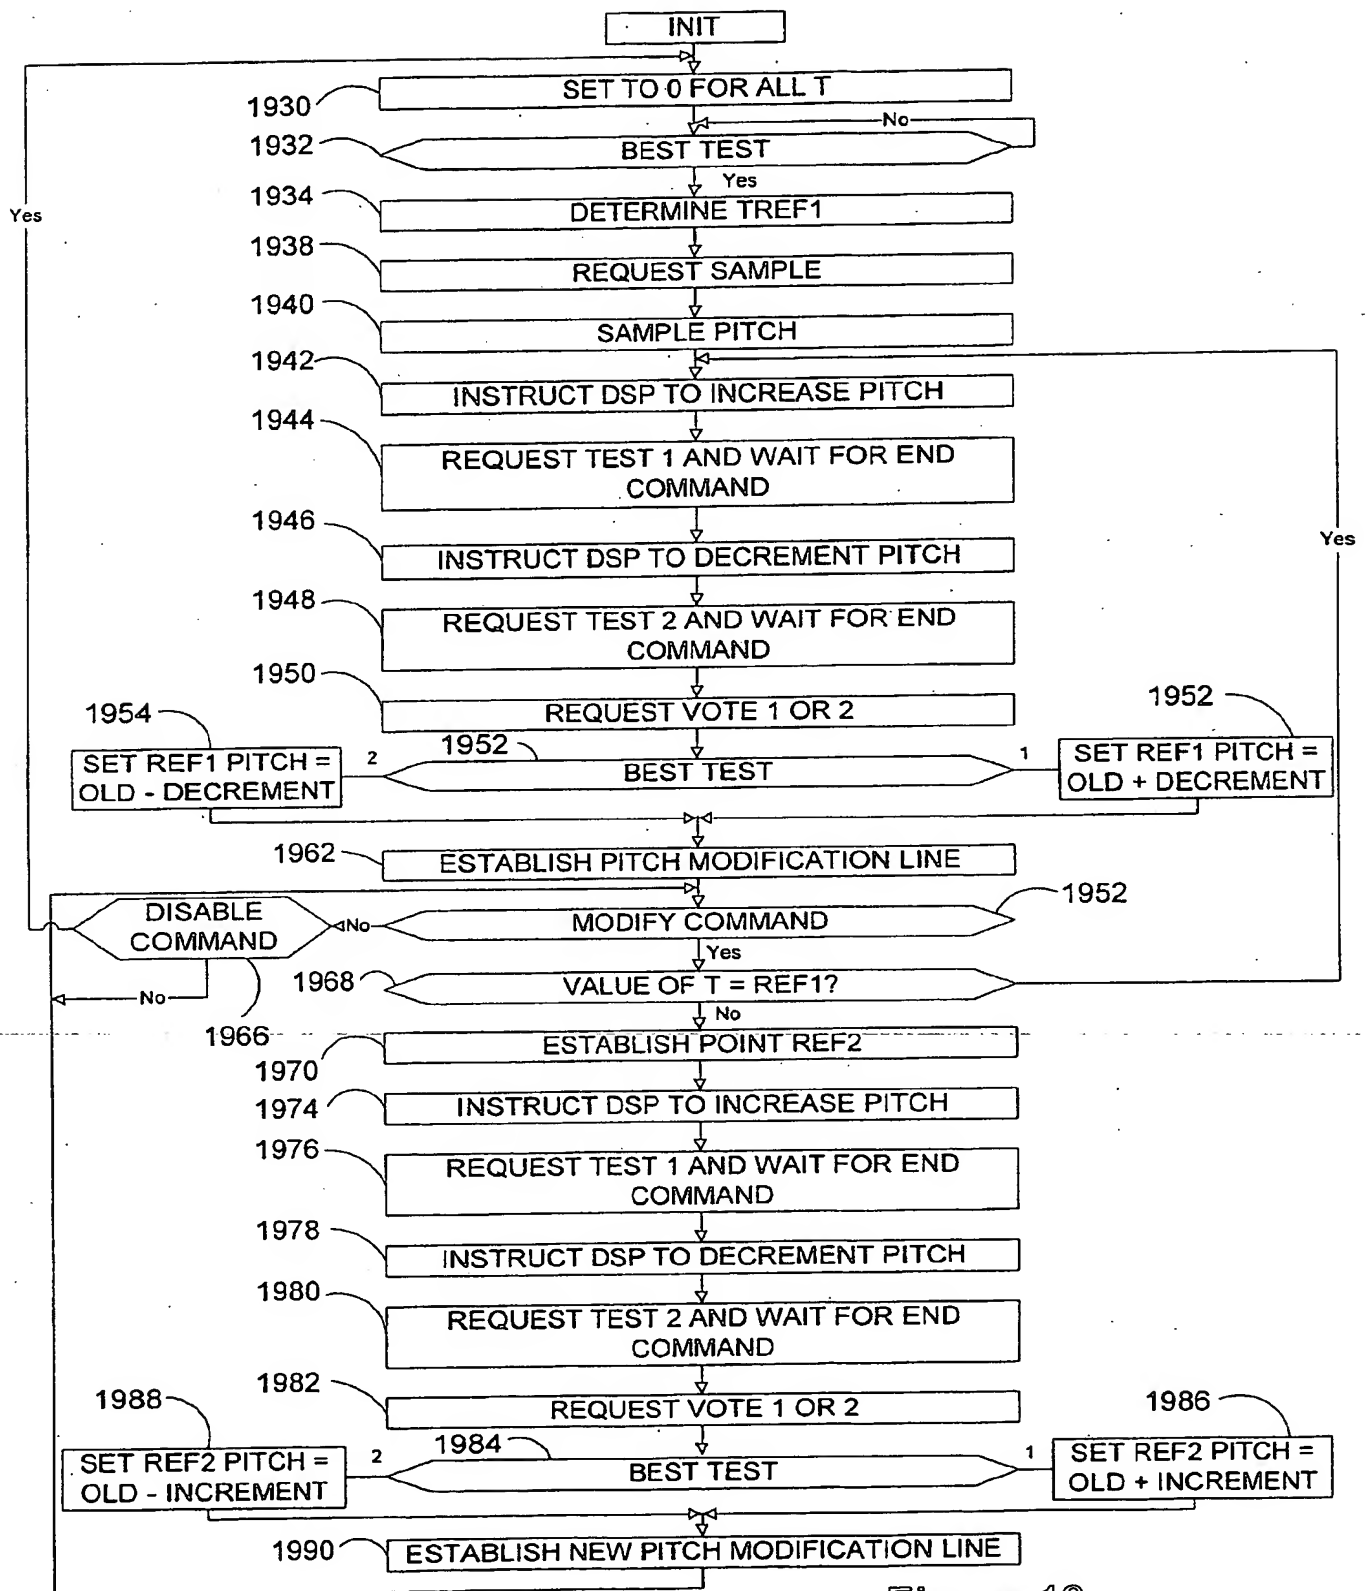 INIT
1930
SET TO 0 FOR ALL T
No
1932
BEST TEST
Yes
1934
DETERMINE TREF1
Yes
1938
REQUEST SAMPLE
1940
SAMPLE PITCH
1942
INSTRUCT DSP TO INCREASE PITCH
1944
REQUEST TEST 1 AND WAIT FOR END
COMMAND
1946
INSTRUCT DSP TO DECREMENT PITCH
Yes
1948
REQUEST TEST 2 AND WAIT FOR END
COMMAND
1950
REQUEST VOTE 1 OR 2
1954
1952
1952
SET REF1 PITCH =
OLD - DECREMENT
2
BEST TEST
1
SET REF1 PITCH =
OLD + DECREMENT
1962
ESTABLISH PITCH MODIFICATION LINE
1952
DISABLE
COMMAND
No
MODIFY COMMAND
Yes
1968
VALUE OF T = REF1?
No
No
1966
1970
ESTABLISH POINT REF2
1974
INSTRUCT DSP TO INCREASE PITCH
1976
REQUEST TEST 1 AND WAIT FOR END
COMMAND
1978
INSTRUCT DSP TO DECREMENT PITCH
1980
REQUEST TEST 2 AND WAIT FOR END
COMMAND
1982
REQUEST VOTE 1 OR 2
1988
1984
1986
SET REF2 PITCH =
OLD - INCREMENT
2
BEST TEST
1
SET REF2 PITCH =
OLD + INCREMENT
1990
ESTABLISH NEW PITCH MODIFICATION LINE